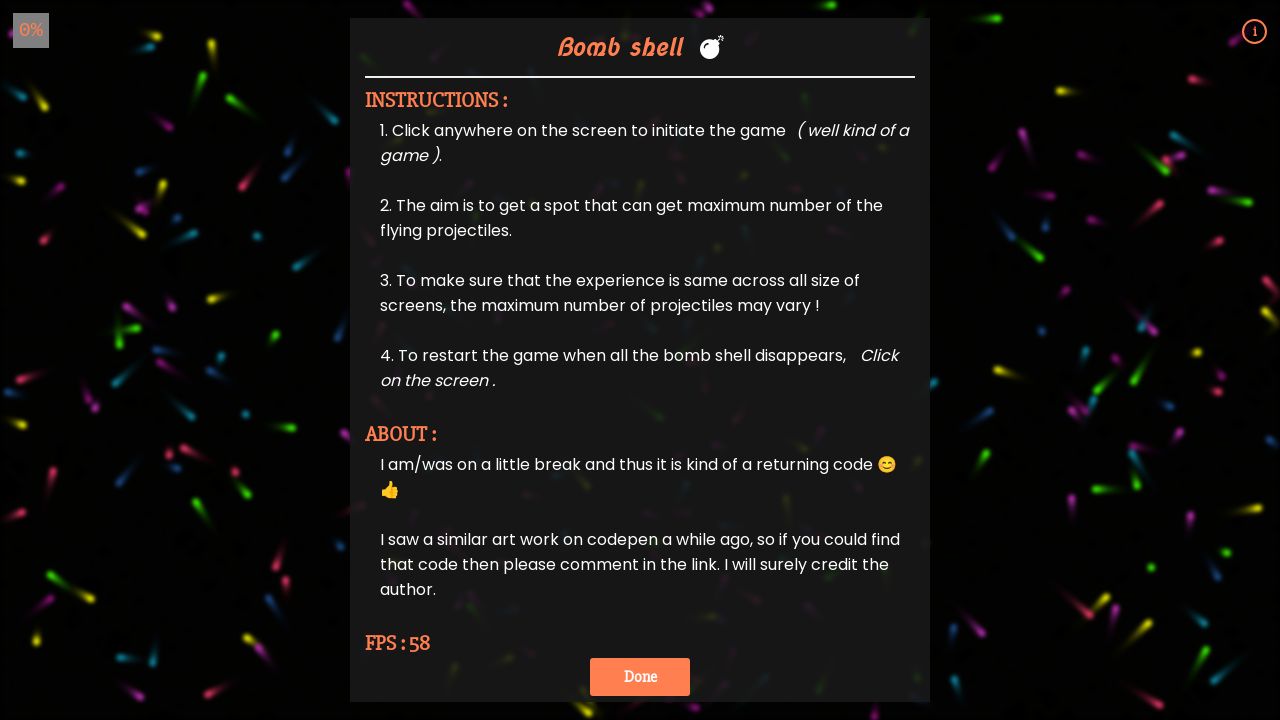 0%
i
Bomb shell 💣
INSTRUCTIONS :
1. Click anywhere on the screen to initiate the game ( well kind of a
game ).
2. The aim is to get a spot that can get maximum number of the
flying projectiles.
3. To make sure that the experience is same across all size of
screens, the maximum number of projectiles may vary !
4. To restart the game when all the bomb shell disappears, Click
on the screen .
ABOUT :
I am/was on a little break and thus it is kind of a returning code 😊
👍
I saw a similar art work on codepen a while ago, so if you could find
that code then please comment in the link. I will surely credit the
author.
FPS : 58
Done